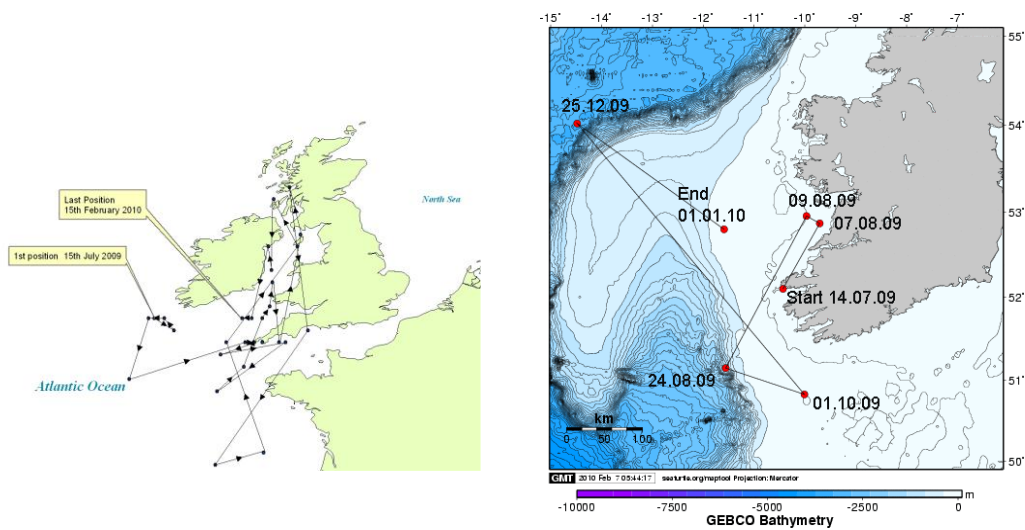 Last Position
15th February 2010
North Sea
1st position 15th July 2009
Atlantic Ocean
-15° -14° -13° -12° -11° -10° -9° -8° -7°
55°
54°
53°
52°
51°
50°
25.12.09
End
01.01.10
09.08.09
07.08.09
Start 14.07.09
24.08.09
01.10.09
km
0 50 100
GMT 2010 Feb 7 05:44:17 seaturtle.org/maptool Projection: Mercator
-10000 -7500 -5000 -2500 0 m
GEBCO Bathymetry